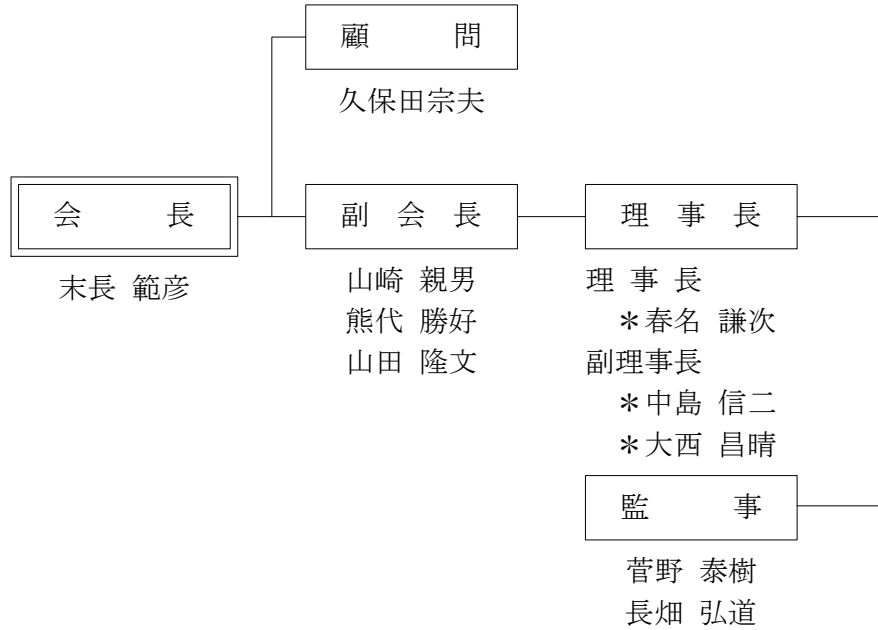 顧 問
久保田宗夫
会 長
末長 範彦
副 会 長
山崎 親男
熊代 勝好
山田 隆文
理 事 長
理 事 長
＊春名 謙次
副理事長
＊中島 信二
＊大西 昌晴
監 事
菅野 泰樹
長畑 弘道